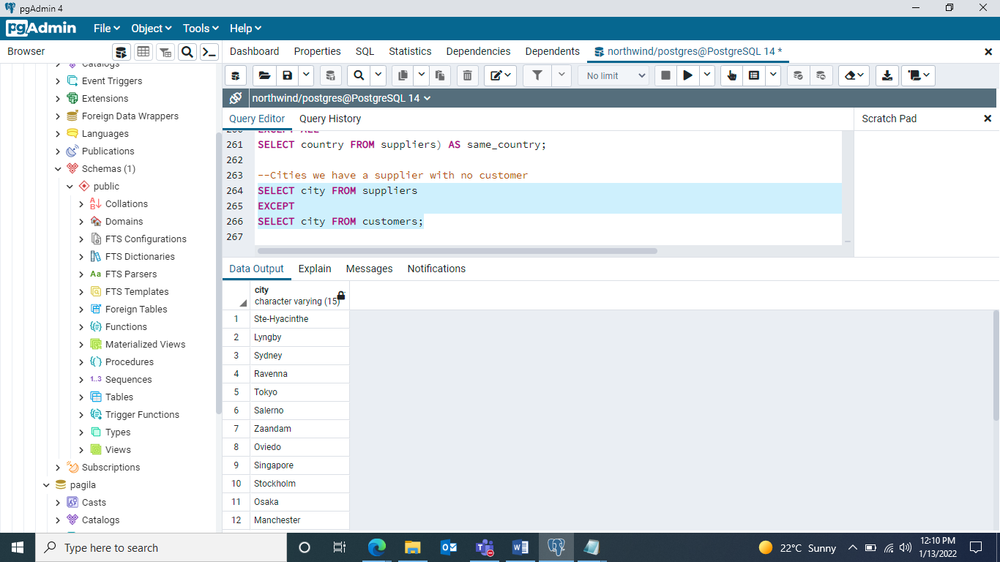 pgAdmin 4
pgAdmin File Object Tools Help
Browser
Dashboard Properties SQL Statistics Dependencies Dependents northwind/postgres@PostgreSQL 14 *
No limit
northwind/postgres@PostgreSQL 14
Query Editor Query History
Scratch Pad
Catalogs
Event Triggers
Extensions
Foreign Data Wrappers
Languages
Publications
Schemas (1)
public
Collations
Domains
FTS Configurations
FTS Dictionaries
Aa FTS Parsers
FTS Templates
Foreign Tables
Functions
Materialized Views
Procedures
1..3 Sequences
Tables
Trigger Functions
Types
Views
Subscriptions
pagila
Casts
Catalogs
260 EXCEPT ALL
261 SELECT country FROM suppliers) AS same_country;
262
263 --Cities we have a supplier with no customer
264 SELECT city FROM suppliers
265 EXCEPT
266 SELECT city FROM customers;
267
Data Output Explain Messages Notifications
city
character varying (15)
1 Ste-Hyacinthe
2 Lyngby
3 Sydney
4 Ravenna
5 Tokyo
6 Salerno
7 Zaandam
8 Oviedo
9 Singapore
10 Stockholm
11 Osaka
12 Manchester
Type here to search
22°C Sunny
12:10 PM
1/13/2022